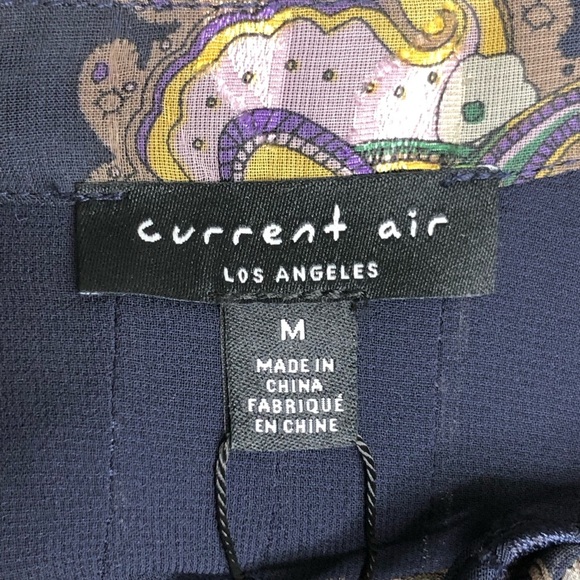 current air
LOS ANGELES
M
MADE IN
CHINA
FABRIQUÉ
EN CHINE